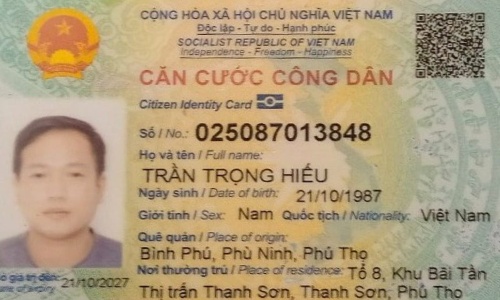 CỘNG HÒA XÃ HỘI CHỦ NGHĨA VIỆT NAM
Độc lập - Tự do - Hạnh phúc
SOCIALIST REPUBLIC OF VIET NAM
Independence - Freedom - Happiness
CĂN CƯỚC CÔNG DÂN
Citizen Identity Card
Số / No.: 025087013848
Họ và tên / Full name:
TRẦN TRỌNG HIẾU
Ngày sinh / Date of birth: 21/10/1987
Giới tính / Sex: Nam Quốc tịch / Nationality: Việt Nam
Quê quán / Place of origin:
Bình Phú, Phù Ninh, Phú Thọ
Nơi thường trú / Place of residence: Tổ 8, Khu Bãi Tần
Thị trấn Thanh Sơn, Thanh Sơn, Phú Thọ
giá trị đến: 21/10/2027
Date of expiry